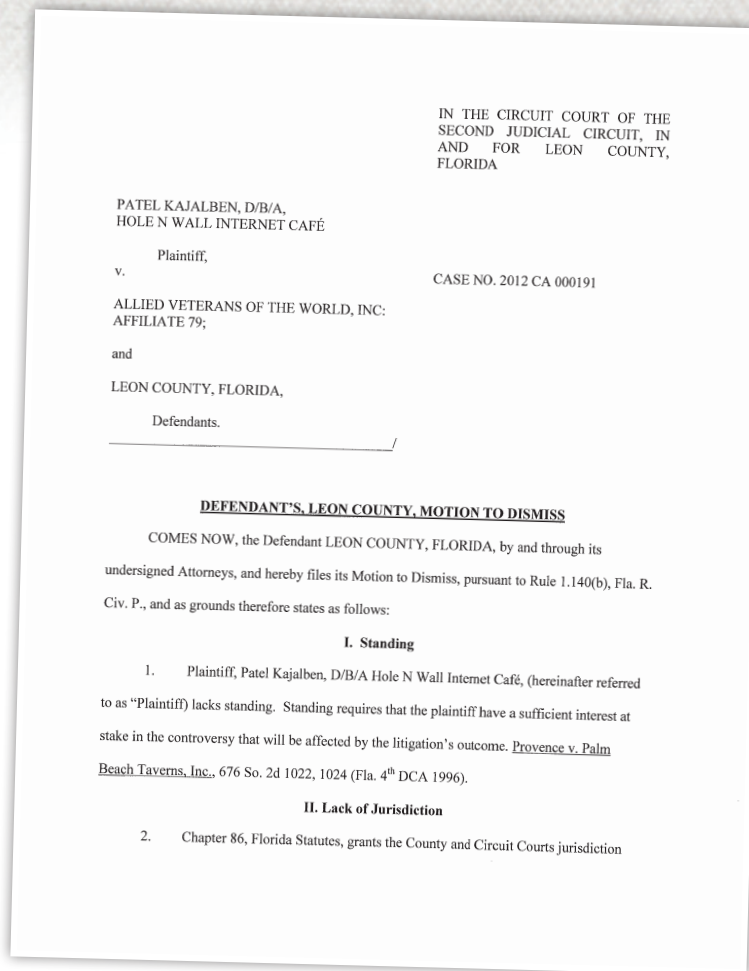 IN THE CIRCUIT COURT OF THE
SECOND JUDICIAL CIRCUIT, IN
AND FOR LEON COUNTY,
FLORIDA
PATEL KAJALBEN, D/B/A,
HOLE N WALL INTERNET CAFÉ
Plaintiff,
v.
CASE NO. 2012 CA 000191
ALLIED VETERANS OF THE WORLD, INC:
AFFILIATE 79;
and
LEON COUNTY, FLORIDA,
Defendants.
/
DEFENDANT'S, LEON COUNTY, MOTION TO DISMISS
COMES NOW, the Defendant LEON COUNTY, FLORIDA, by and through its
undersigned Attorneys, and hereby files its Motion to Dismiss, pursuant to Rule 1.140(b), Fla. R.
Civ. P., and as grounds therefore states as follows:
I. Standing
1. Plaintiff, Patel Kajalben, D/B/A Hole N Wall Internet Café, (hereinafter referred
to as “Plaintiff) lacks standing. Standing requires that the plaintiff have a sufficient interest at
stake in the controversy that will be affected by the litigation's outcome. Provence v. Palm
Beach Taverns, Inc., 676 So. 2d 1022, 1024 (Fla. 4th DCA 1996).
II. Lack of Jurisdiction
2. Chapter 86, Florida Statutes, grants the County and Circuit Courts jurisdiction